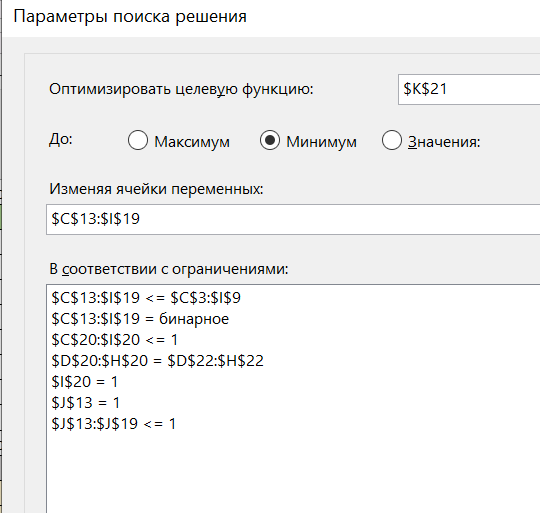 Параметры поиска решения
Оптимизировать целевую функцию: $K$21
До: Максимум Минимум Значения:
Изменяя ячейки переменных:
$C$13:$I$19
В соответствии с ограничениями:
$C$13:$I$19 <= $C$3:$I$9
$C$13:$I$19 = бинарное
$C$20:$I$20 <= 1
$D$20:$H$20 = $D$22:$H$22
$I$20 = 1
$J$13 = 1
$J$13:$J$19 <= 1